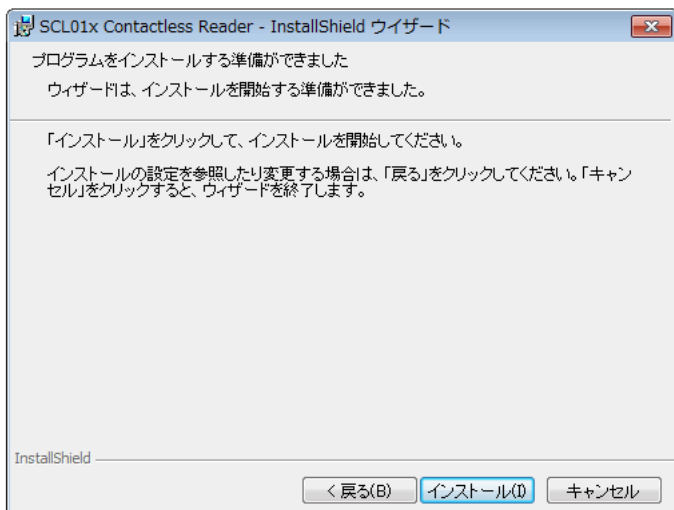 SCL01x Contactless Reader - InstallShield ウィザード
プログラムをインストールする準備ができました
ウィザードは、インストールを開始する準備ができました。
「インストール」をクリックして、インストールを開始してください。
インストールの設定を参照したり変更する場合は、「戻る」をクリックしてください。「キャン
セル」をクリックすると、ウィザードを終了します。
InstallShield
< 戻る(B) インストール(I) キャンセル